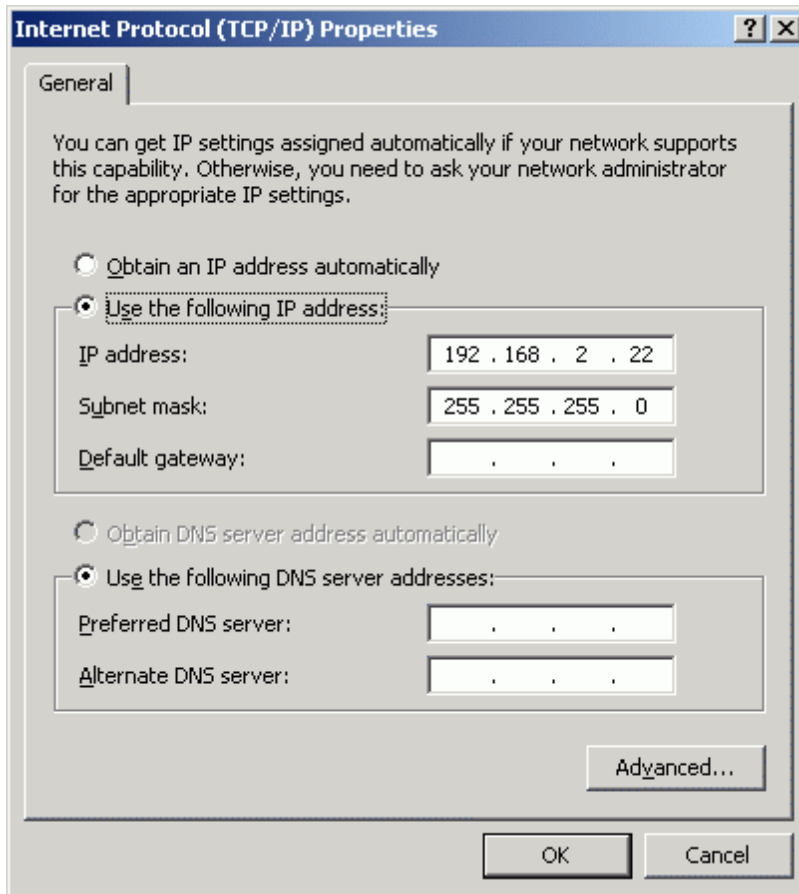 Internet Protocol (TCP/IP) Properties
General
You can get IP settings assigned automatically if your network supports
this capability. Otherwise, you need to ask your network administrator
for the appropriate IP settings.
Obtain an IP address automatically
Use the following IP address:
IP address: 192 . 168 . 2 . 22
Subnet mask: 255 . 255 . 255 . 0
Default gateway: . . .
Obtain DNS server address automatically
Use the following DNS server addresses:
Preferred DNS server: . . .
Alternate DNS server: . . .
Advanced...
OK Cancel